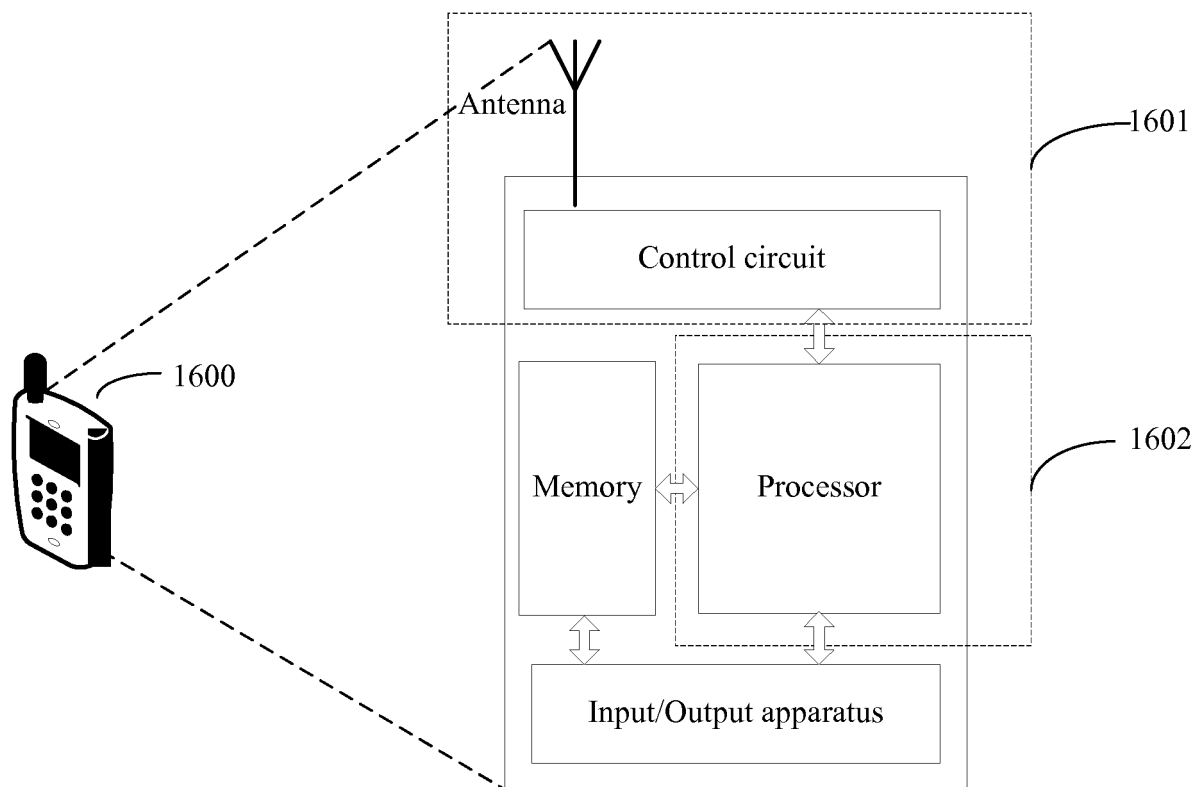 Antenna
1601
Control circuit
1600
1602
Memory
Processor
Input/Output apparatus